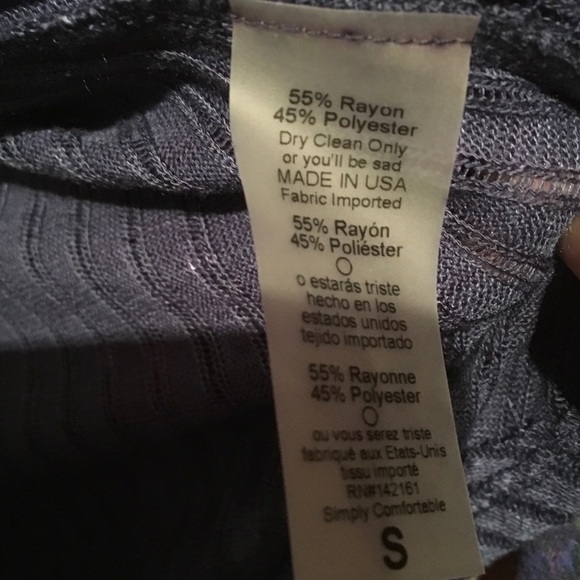 55% Rayon
45% Polyester
Dry Clean Only
or you'll be sad
MADE IN USA
Fabric Imported
55% Rayón
45% Poliéster
o estarás triste
hecho en los
estados unidos
tejido importado
55% Rayonne
45% Polyester
ou vous serez triste
fabriqué aux Etats-Unis
tissu importé
RN#142161
Simply Comfortable
S